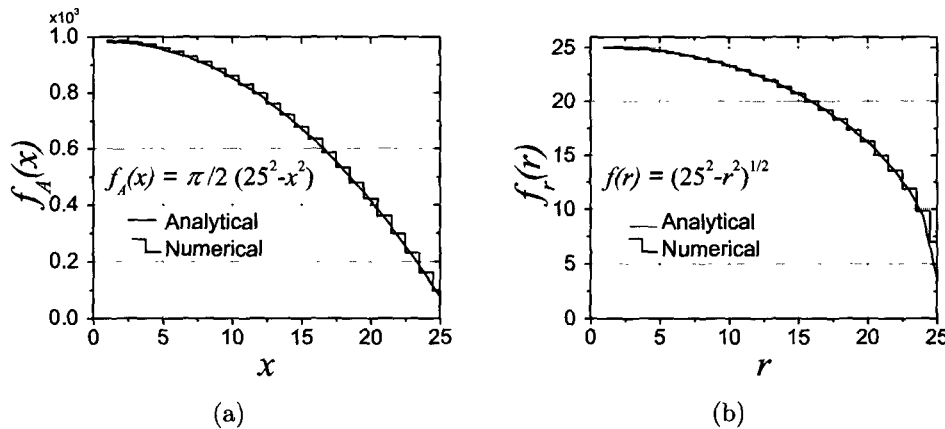 ×10³
1.0
0.8
0.6
0.4
0.2
0.0
f_A(x)
f_A(x) = π/2 (25²-x²)
Analytical
Numerical
0 5 10 15 20 25
x
(a)
25
20
15
10
5
0
f_r(r)
f(r) = (25²-r²)^{1/2}
Analytical
Numerical
0 5 10 15 20 25
r
(b)